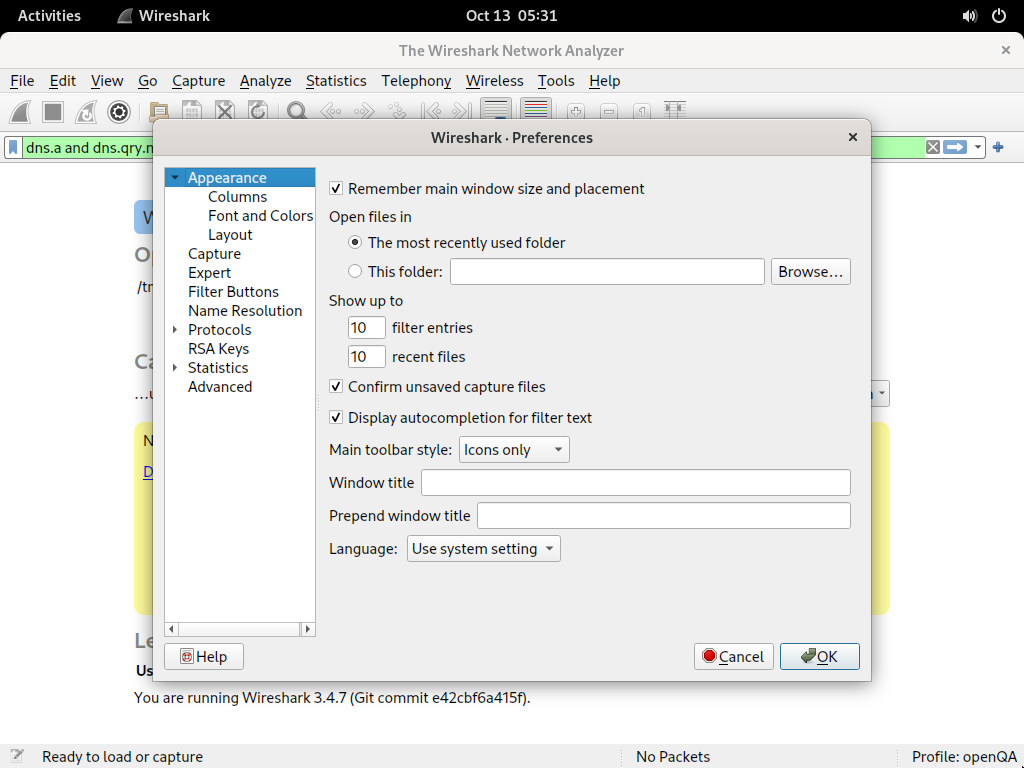 Activities Wireshark Oct 13 05:31
The Wireshark Network Analyzer
File Edit View Go Capture Analyze Statistics Telephony Wireless Tools Help
dns.a and dns.qry.n
Wireshark · Preferences
Appearance
Columns
Font and Colors
Layout
Capture
Expert
Filter Buttons
Name Resolution
Protocols
RSA Keys
Statistics
Advanced
Remember main window size and placement
Open files in
The most recently used folder
This folder: Browse...
Show up to
10 filter entries
10 recent files
Confirm unsaved capture files
Display autocompletion for filter text
Main toolbar style: Icons only
Window title
Prepend window title
Language: Use system setting
Help Cancel OK
You are running Wireshark 3.4.7 (Git commit e42cbf6a415f).
Ready to load or capture No Packets Profile: openQA